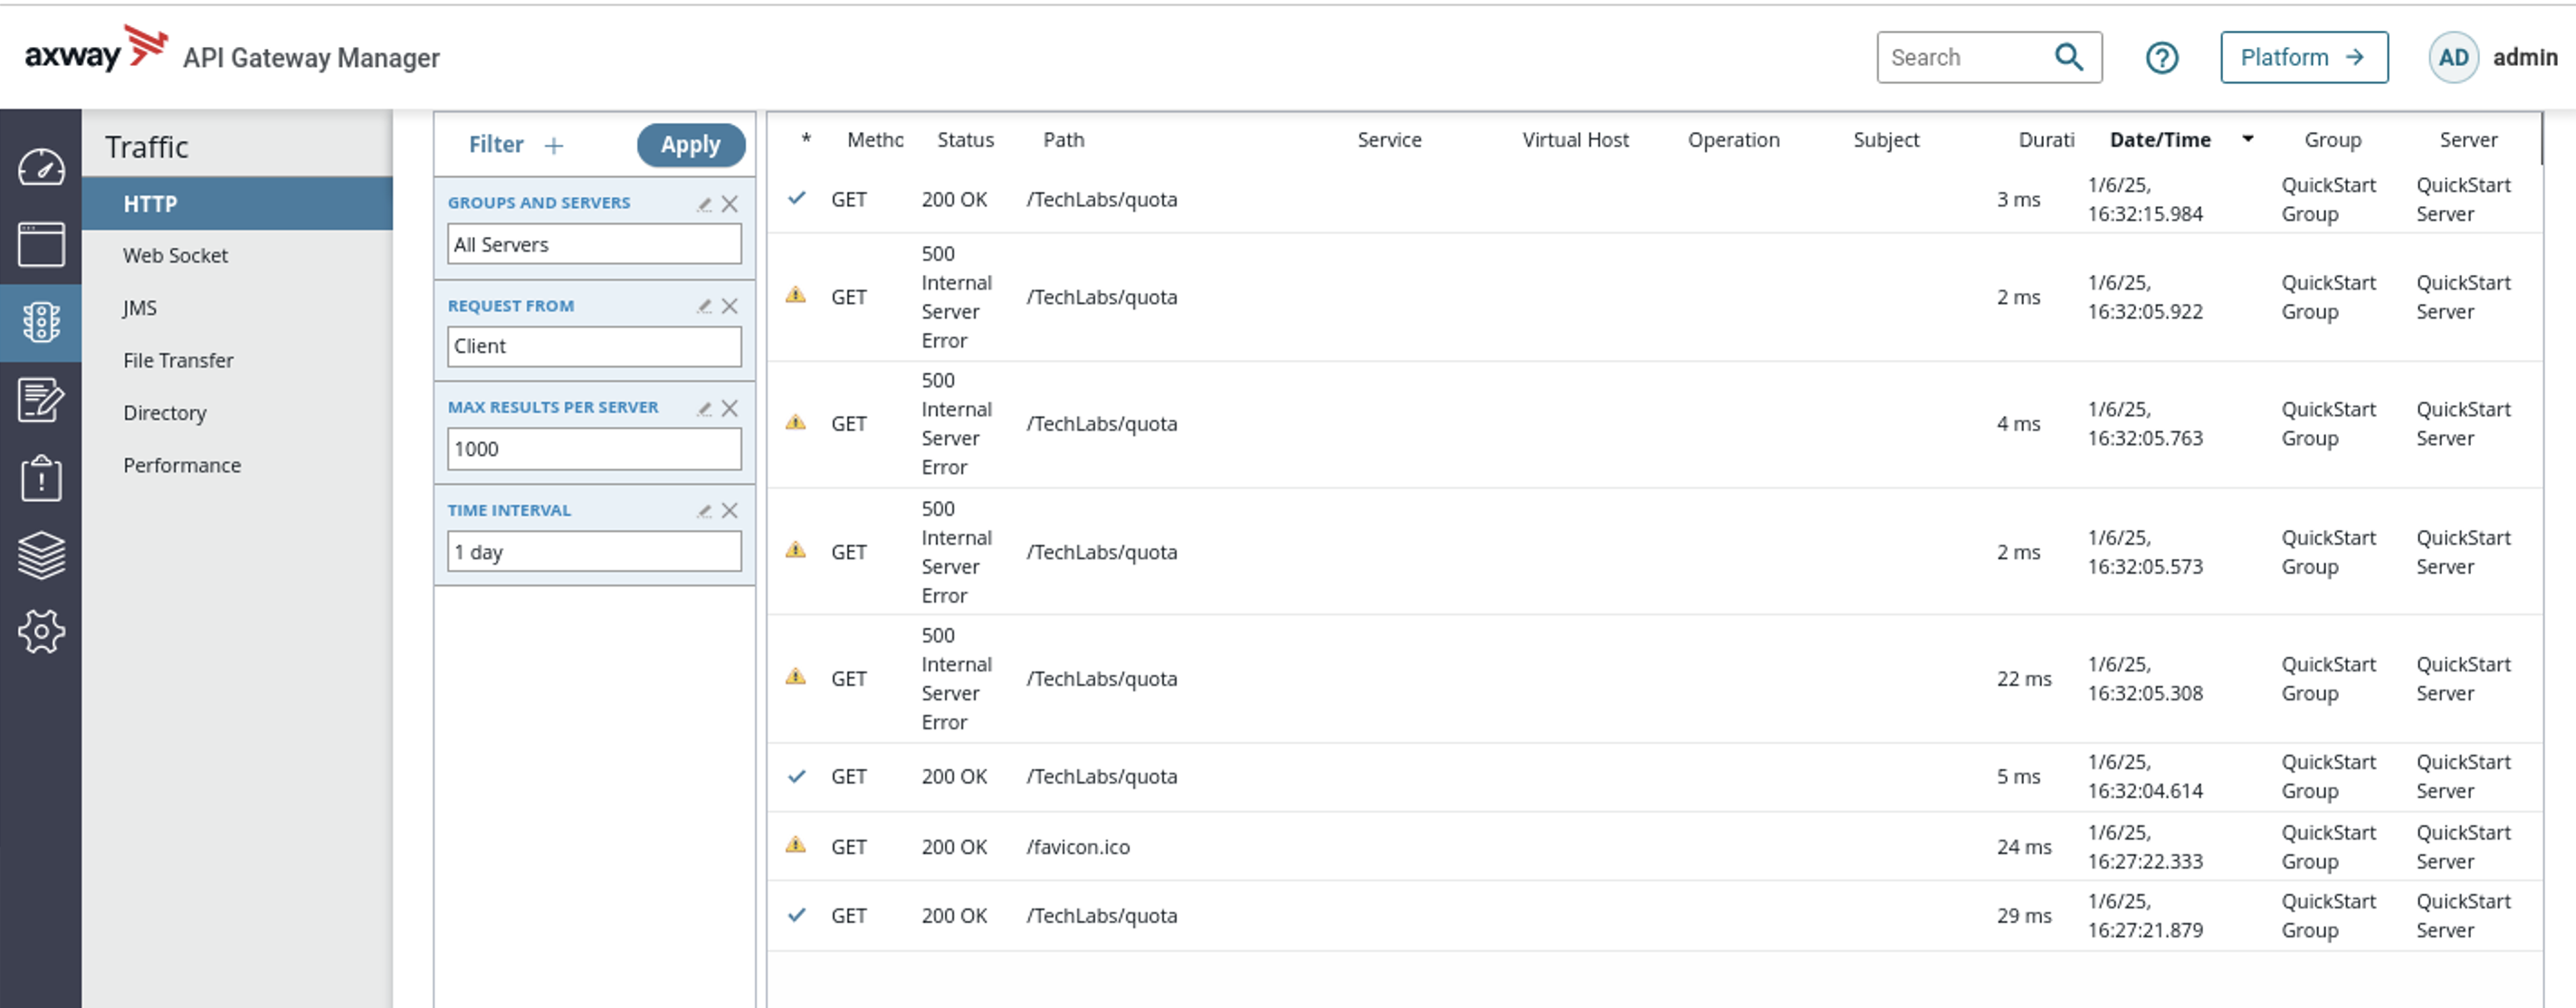 axway API Gateway Manager
Search
Platform →
AD admin
Traffic
HTTP
Web Socket
JMS
File Transfer
Directory
Performance
Filter + Apply
GROUPS AND SERVERS
All Servers
REQUEST FROM
Client
MAX RESULTS PER SERVER
1000
TIME INTERVAL
1 day
* Methc Status Path Service Virtual Host Operation Subject Durati Date/Time Group Server
GET 200 OK /TechLabs/quota 3 ms 1/6/25, 16:32:15.984 QuickStart Group QuickStart Server
GET 500 Internal Server Error /TechLabs/quota 2 ms 1/6/25, 16:32:05.922 QuickStart Group QuickStart Server
GET 500 Internal Server Error /TechLabs/quota 4 ms 1/6/25, 16:32:05.763 QuickStart Group QuickStart Server
GET 500 Internal Server Error /TechLabs/quota 2 ms 1/6/25, 16:32:05.573 QuickStart Group QuickStart Server
GET 500 Internal Server Error /TechLabs/quota 22 ms 1/6/25, 16:32:05.308 QuickStart Group QuickStart Server
GET 200 OK /TechLabs/quota 5 ms 1/6/25, 16:32:04.614 QuickStart Group QuickStart Server
GET 200 OK /favicon.ico 24 ms 1/6/25, 16:27:22.333 QuickStart Group QuickStart Server
GET 200 OK /TechLabs/quota 29 ms 1/6/25, 16:27:21.879 QuickStart Group QuickStart Server